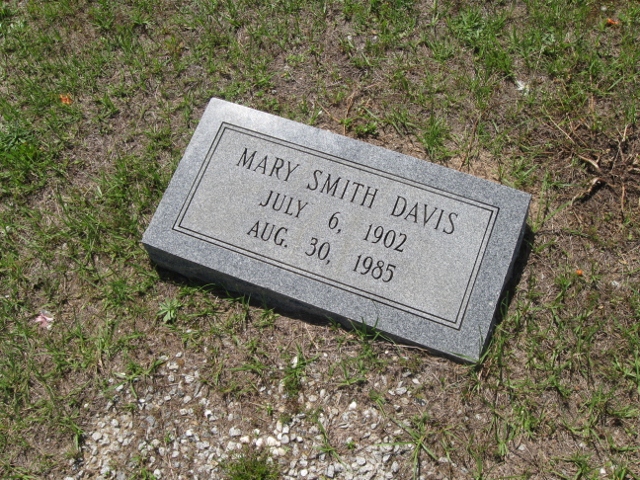 MARY SMITH DAVIS
JULY 6, 1902
AUG. 30, 1985